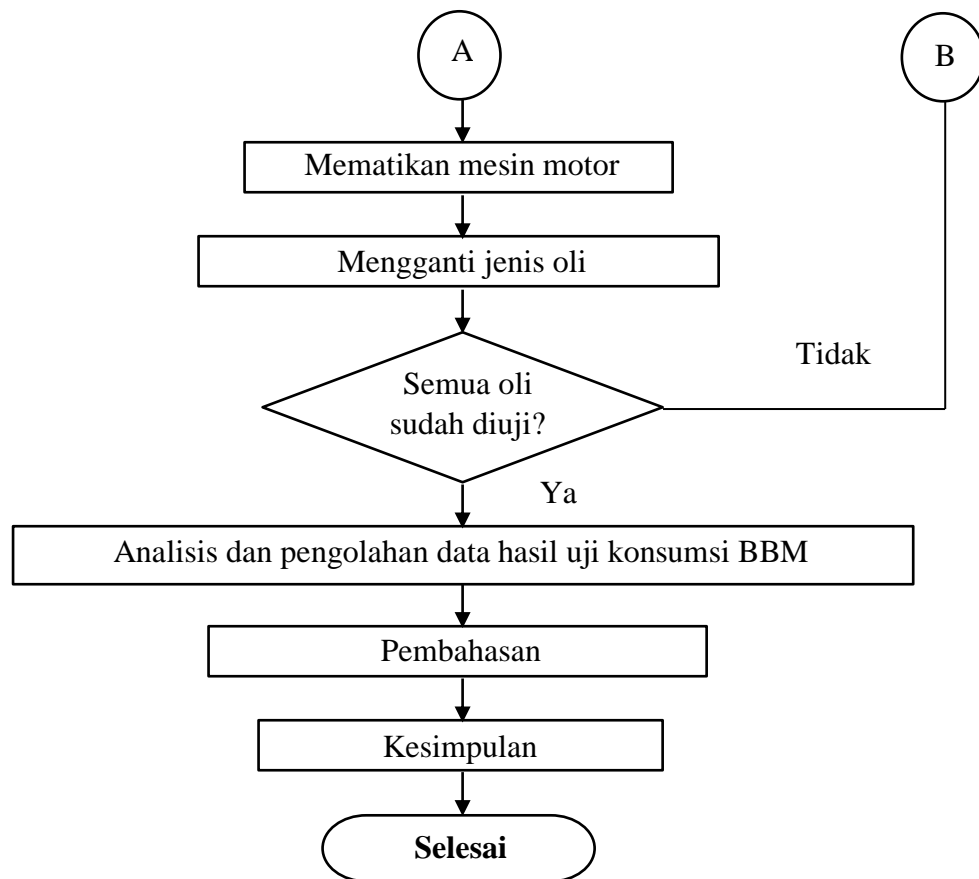 A
B
Mematikan mesin motor
Mengganti jenis oli
Tidak
Semua oli
sudah diuji?
Ya
Analisis dan pengolahan data hasil uji konsumsi BBM
Pembahasan
Kesimpulan
Selesai